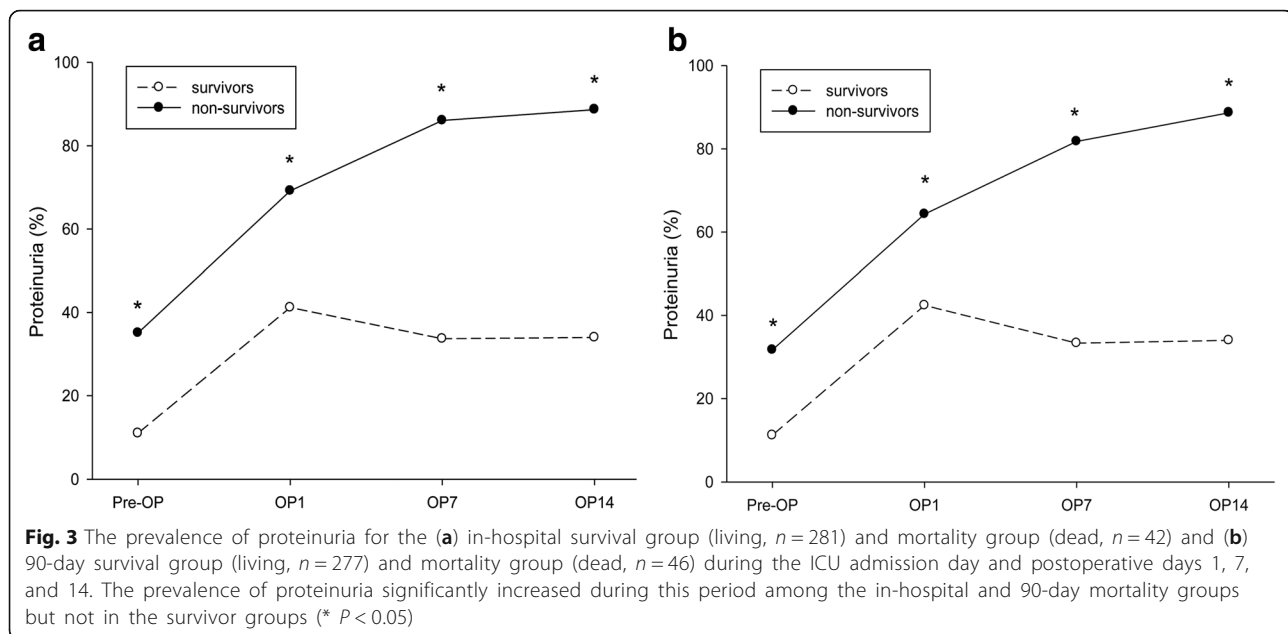 a
100
80
60
40
20
0
Proteinuria (%)
survivors
non-survivors
*
*
*
*
Pre-OP
OP1
OP7
OP14
b
100
80
60
40
20
0
Proteinuria (%)
survivors
non-survivors
*
*
*
*
Pre-OP
OP1
OP7
OP14
Fig. 3 The prevalence of proteinuria for the (a) in-hospital survival group (living, n = 281) and mortality group (dead, n = 42) and (b)
90-day survival group (living, n = 277) and mortality group (dead, n = 46) during the ICU admission day and postoperative days 1, 7,
and 14. The prevalence of proteinuria significantly increased during this period among the in-hospital and 90-day mortality groups
but not in the survivor groups (* P < 0.05)